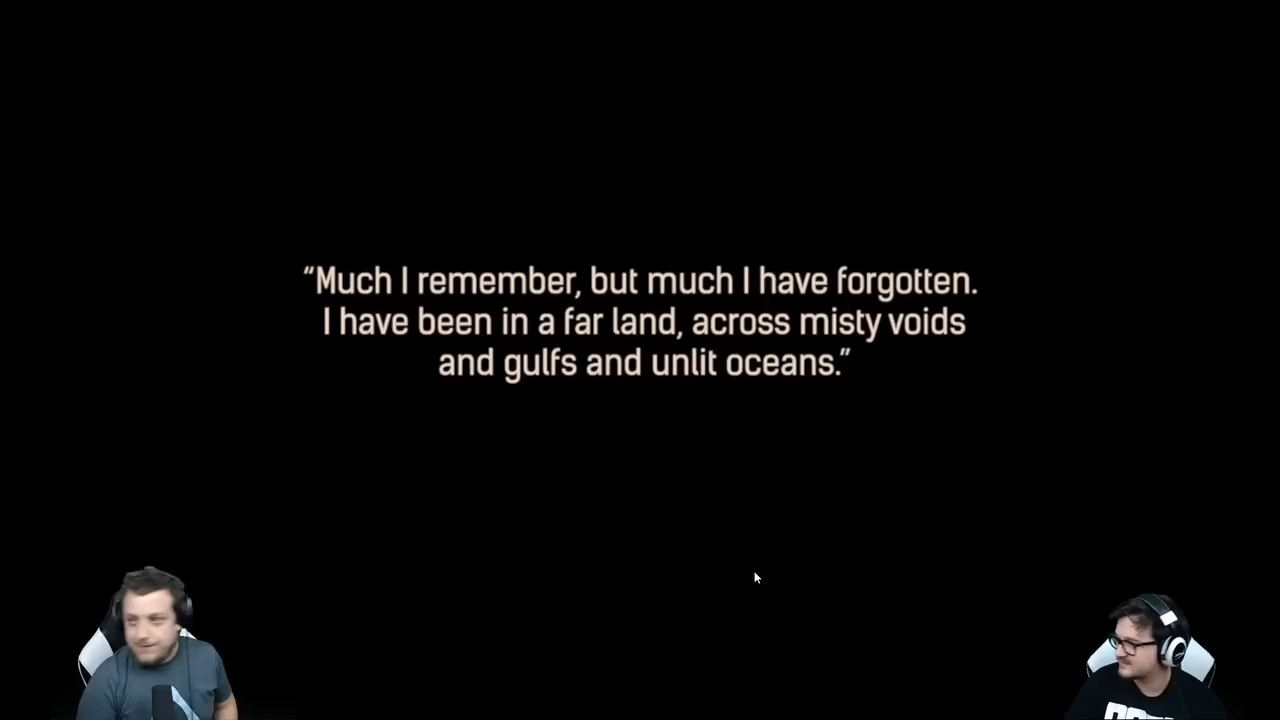 “Much I remember, but much I have forgotten.
I have been in a far land, across misty voids
and gulfs and unlit oceans.”